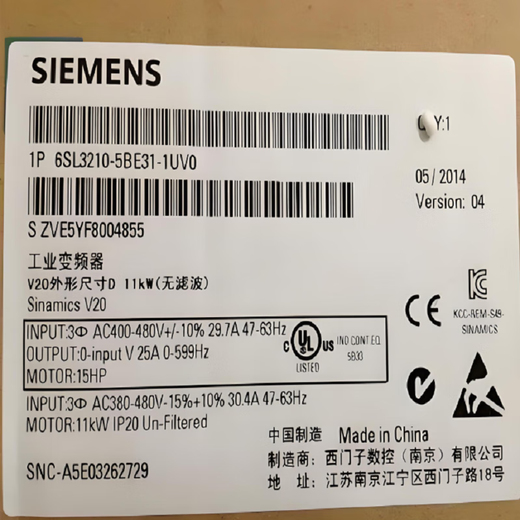 SIEMENS
1P 6SL3210-5BE31-1UV0
Y:1
05/2014
Version: 04
S ZVE5YF8004855
工业变频器
V20外形尺寸D 11kW(无滤波)
Sinamics V20
INPUT:3Φ AC400-480V+/-10% 29.7A 47-63Hz
OUTPUT:0-input V 25A 0-599Hz
MOTOR:15HP
C UL US
LISTED
IND CONT EQ
5B33
CE
KCC-REM-S49-
SINAMICS
INPUT:3Φ AC380-480V-15%+10% 30.4A 47-63Hz
MOTOR:11kW IP20 Un-Filtered
中国制造 Made in China
制造商：西门子数控（南京）有限公司
地 址：江苏南京江宁区西门子路18号
SNC-A5E03262729